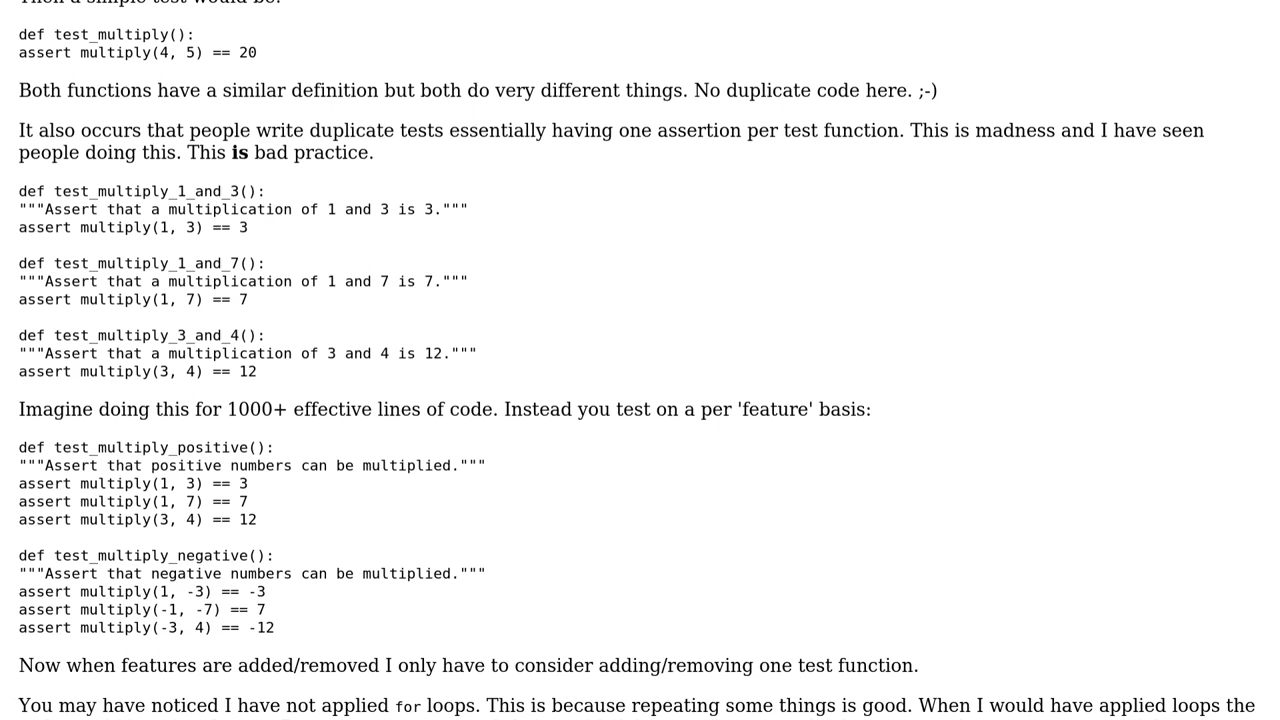 Then a simple test would be:
def test_multiply():
assert multiply(4, 5) == 20
Both functions have a similar definition but both do very different things. No duplicate code here. ;-)
It also occurs that people write duplicate tests essentially having one assertion per test function. This is madness and I have seen
people doing this. This is bad practice.
def test_multiply_1_and_3():
"""Assert that a multiplication of 1 and 3 is 3."""
assert multiply(1, 3) == 3
def test_multiply_1_and_7():
"""Assert that a multiplication of 1 and 7 is 7."""
assert multiply(1, 7) == 7
def test_multiply_3_and_4():
"""Assert that a multiplication of 3 and 4 is 12."""
assert multiply(3, 4) == 12
Imagine doing this for 1000+ effective lines of code. Instead you test on a per 'feature' basis:
def test_multiply_positive():
"""Assert that positive numbers can be multiplied."""
assert multiply(1, 3) == 3
assert multiply(1, 7) == 7
assert multiply(3, 4) == 12
def test_multiply_negative():
"""Assert that negative numbers can be multiplied."""
assert multiply(1, -3) == -3
assert multiply(-1, -7) == 7
assert multiply(-3, 4) == -12
Now when features are added/removed I only have to consider adding/removing one test function.
You may have noticed I have not applied for loops. This is because repeating some things is good. When I would have applied loops the